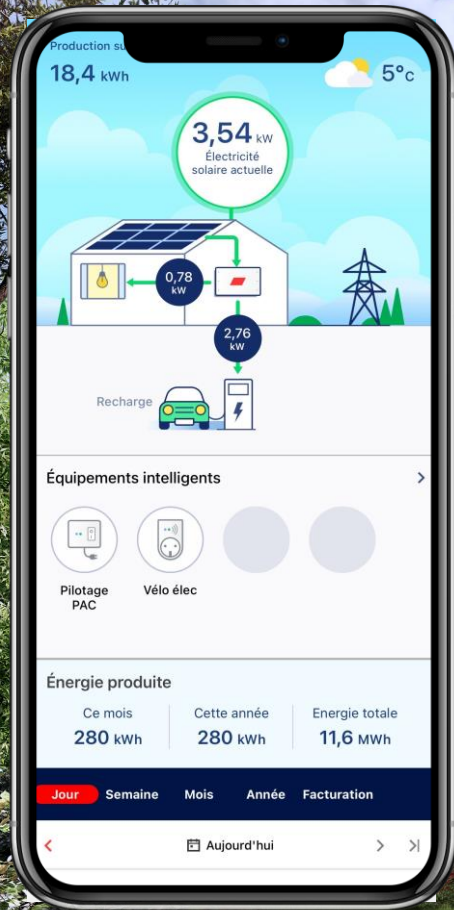 Production su
18,4 kWh
5°c
3,54 kW
Électricité
solaire actuelle
0,78
kW
2,76
kW
Recharge
Équipements intelligents
Pilotage
PAC
Vélo élec
Énergie produite
Ce mois
Cette année
Energie totale
280 kWh
280 kWh
11,6 MWh
Jour Semaine Mois Année Facturation
Aujourd'hui